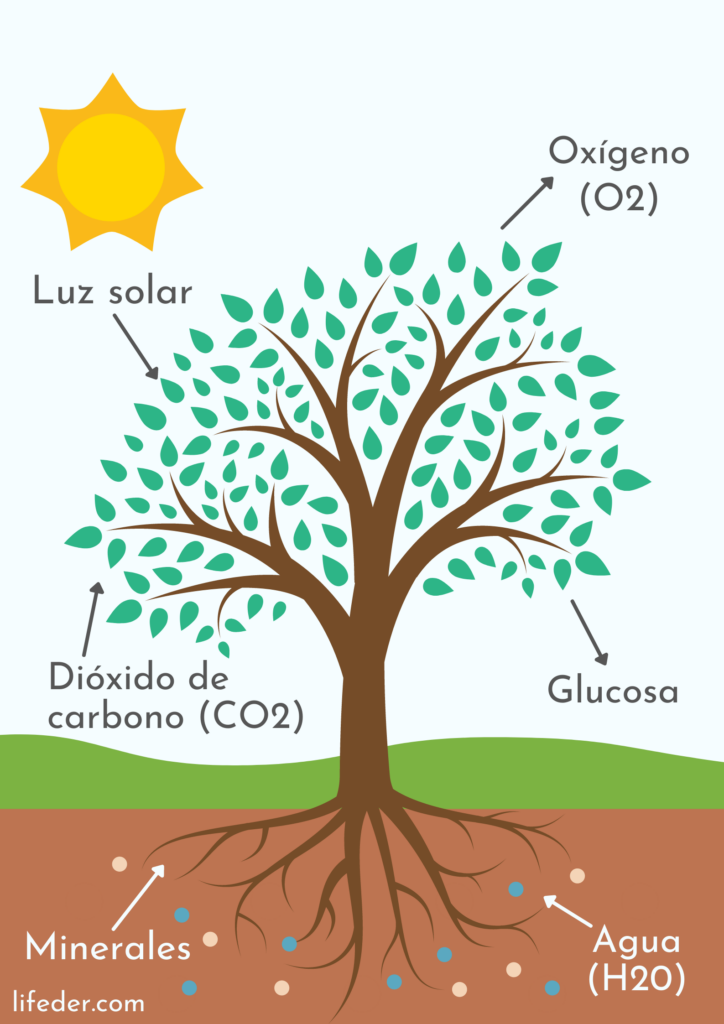 Oxígeno
(O2)
Luz solar
Dióxido de
carbono (CO2)
Glucosa
Minerales
Agua
(H20)
lifeder.com